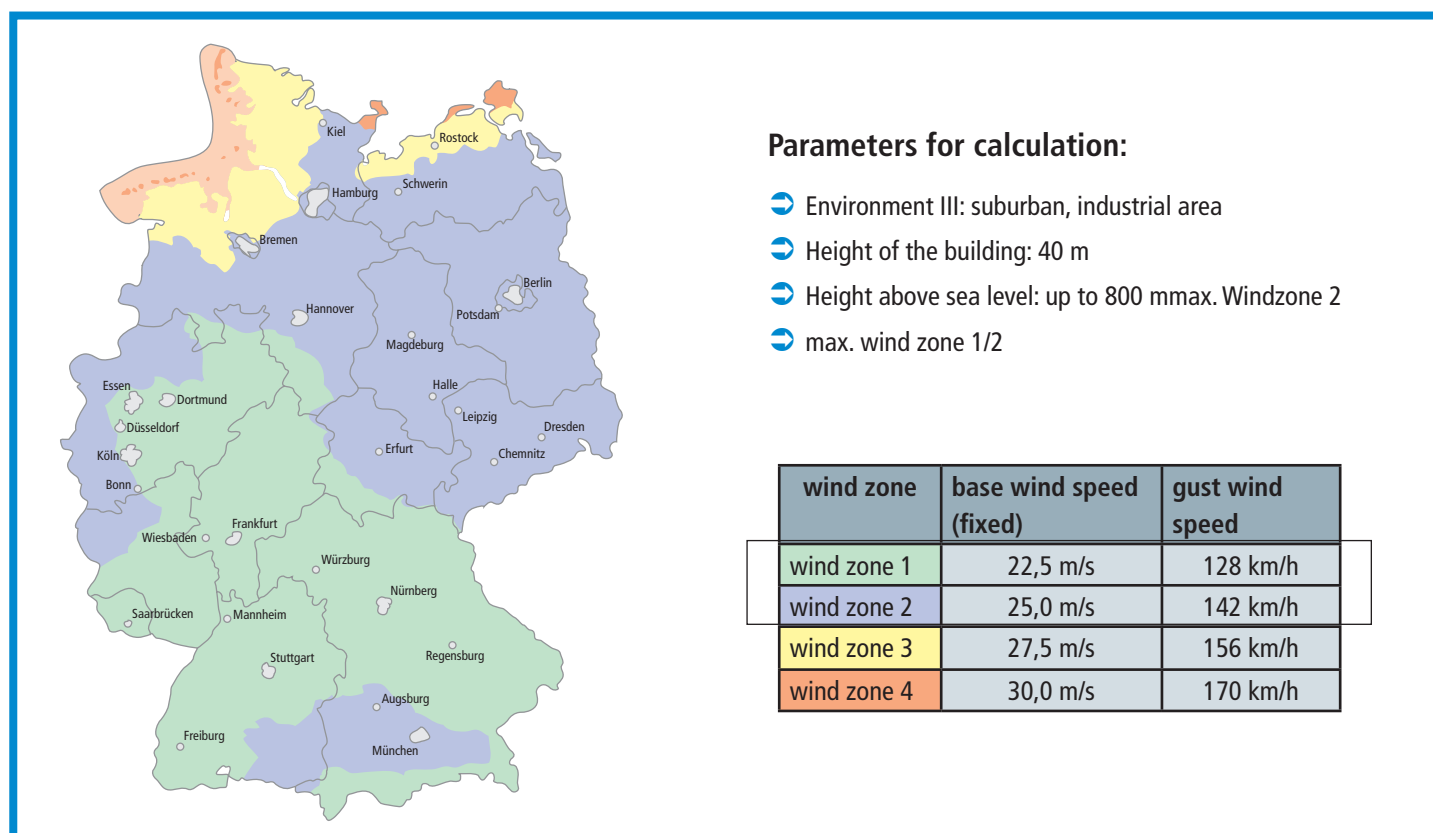 Kiel
Rostock
Schwerin
Hamburg
Bremen
Berlin
Hannover
Potsdam
Magdeburg
Essen
Halle
Dortmund
Leipzig
Düsseldorf
Dresden
Köln
Erfurt
Chemnitz
Bonn
Frankfurt
Wiesbaden
Würzburg
Nürnberg
Saarbrücken
Mannheim
Stuttgart
Regensburg
Augsburg
Freiburg
München
Parameters for calculation:
Environment III: suburban, industrial area
Height of the building: 40 m
Height above sea level: up to 800 mmax. Windzone 2
max. wind zone 1/2
wind zone base wind speed gust wind
(fixed) speed
wind zone 1 22,5 m/s 128 km/h
wind zone 2 25,0 m/s 142 km/h
wind zone 3 27,5 m/s 156 km/h
wind zone 4 30,0 m/s 170 km/h